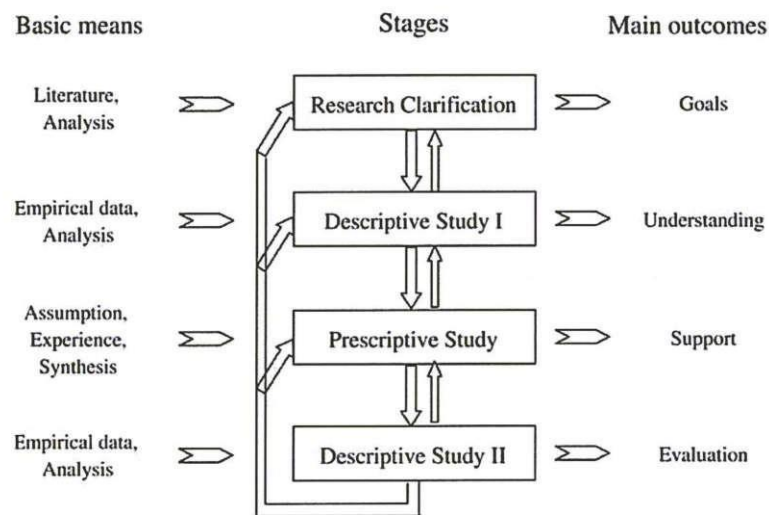 Basic means
Stages
Main outcomes
Literature,
Analysis
Research Clarification
Goals
Empirical data,
Analysis
Descriptive Study I
Understanding
Assumption,
Experience,
Synthesis
Prescriptive Study
Support
Empirical data,
Analysis
Descriptive Study II
Evaluation